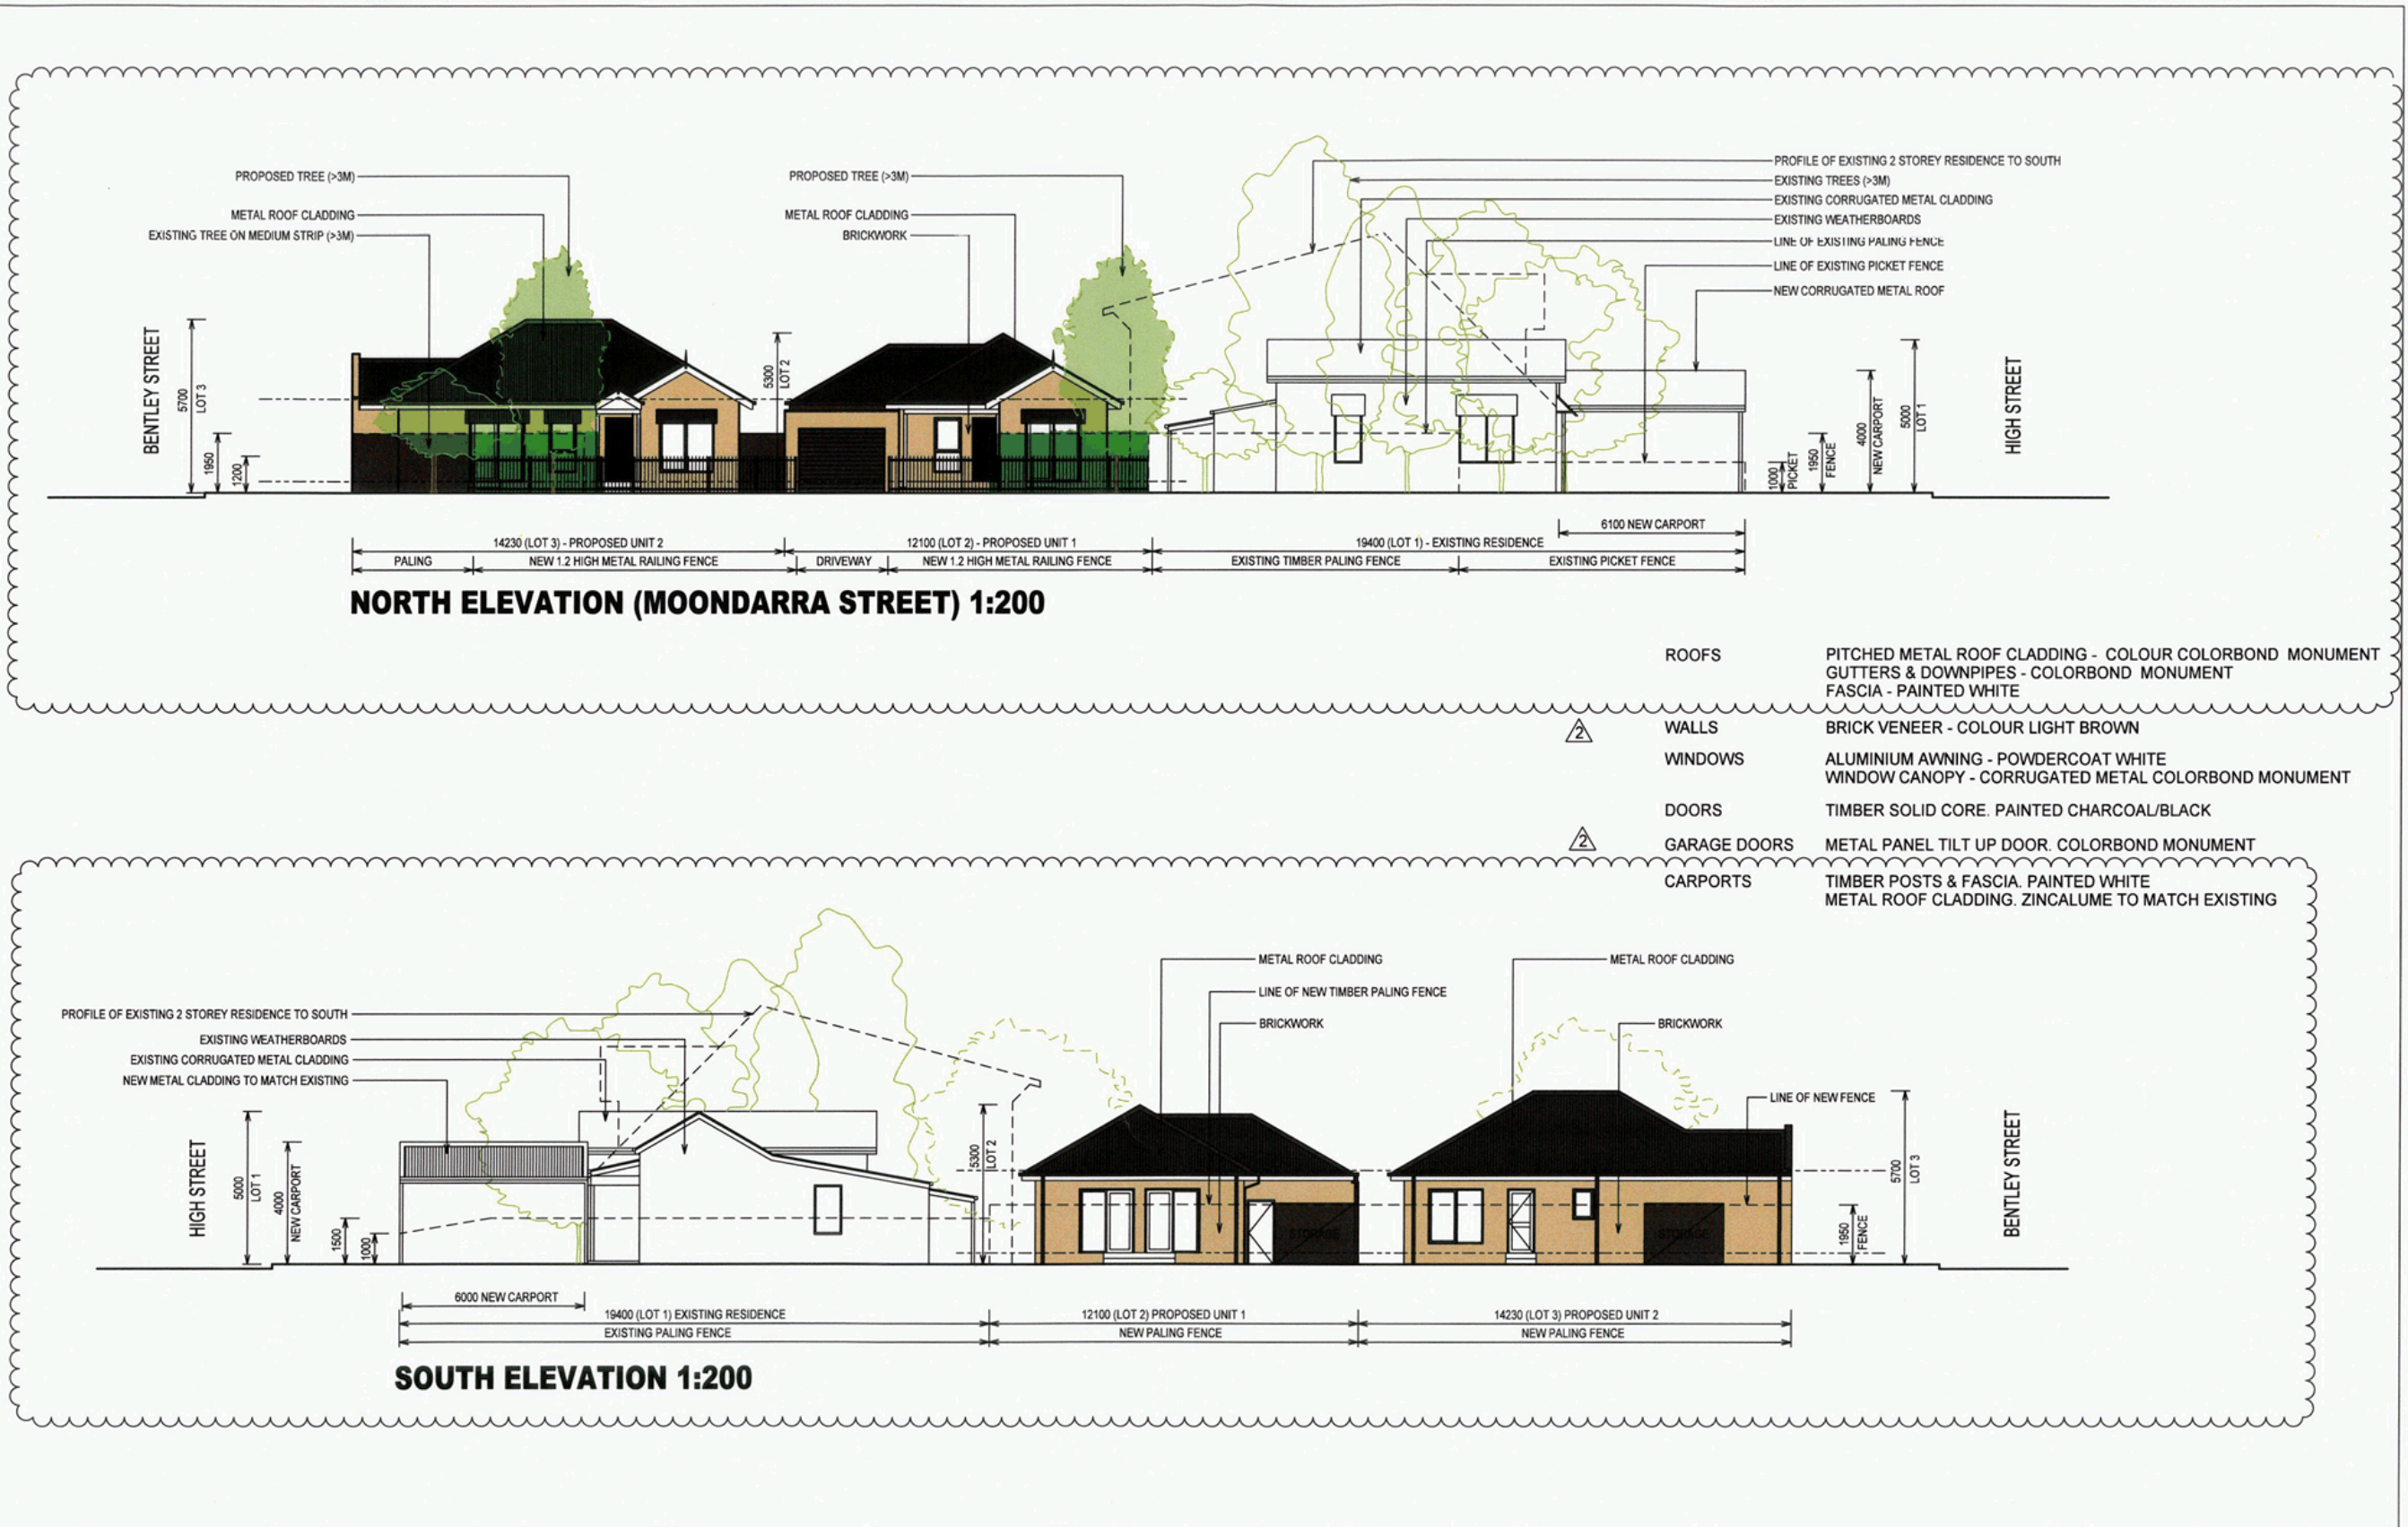 PROPOSED TREE (>3M)
METAL ROOF CLADDING
EXISTING TREE ON MEDIUM STRIP (>3M)
PROPOSED TREE (>3M)
METAL ROOF CLADDING
BRICKWORK
PROFILE OF EXISTING 2 STOREY RESIDENCE TO SOUTH
EXISTING TREES (>3M)
EXISTING CORRUGATED METAL CLADDING
EXISTING WEATHERBOARDS
LINE OF EXISTING PALING FENCE
LINE OF EXISTING PICKET FENCE
NEW CORRUGATED METAL ROOF
BENTLEY STREET
5700
LOT 3
1950
1200
5300
LOT 2
1000
PICKET
1950
FENCE
4000
NEW CARPORT
5000
LOT 1
HIGH STREET
6100 NEW CARPORT
14230 (LOT 3) - PROPOSED UNIT 2
12100 (LOT 2) - PROPOSED UNIT 1
19400 (LOT 1) - EXISTING RESIDENCE
PALING
NEW 1.2 HIGH METAL RAILING FENCE
DRIVEWAY
NEW 1.2 HIGH METAL RAILING FENCE
EXISTING TIMBER PALING FENCE
EXISTING PICKET FENCE
NORTH ELEVATION (MOONDARRA STREET) 1:200
ROOFS PITCHED METAL ROOF CLADDING - COLOUR COLORBOND MONUMENT
GUTTERS & DOWNPIPES - COLORBOND MONUMENT
FASCIA - PAINTED WHITE
2 WALLS BRICK VENEER - COLOUR LIGHT BROWN
WINDOWS ALUMINIUM AWNING - POWDERCOAT WHITE
WINDOW CANOPY - CORRUGATED METAL COLORBOND MONUMENT
DOORS TIMBER SOLID CORE. PAINTED CHARCOAL/BLACK
2 GARAGE DOORS METAL PANEL TILT UP DOOR. COLORBOND MONUMENT
CARPORTS TIMBER POSTS & FASCIA. PAINTED WHITE
METAL ROOF CLADDING. ZINCALUME TO MATCH EXISTING
PROFILE OF EXISTING 2 STOREY RESIDENCE TO SOUTH
EXISTING WEATHERBOARDS
EXISTING CORRUGATED METAL CLADDING
NEW METAL CLADDING TO MATCH EXISTING
METAL ROOF CLADDING
LINE OF NEW TIMBER PALING FENCE
BRICKWORK
METAL ROOF CLADDING
BRICKWORK
LINE OF NEW FENCE
HIGH STREET
5000
LOT 1
4000
NEW CARPORT
1500
1000
5300
LOT 2
STORAGE
STORAGE
1950
FENCE
5700
LOT 3
BENTLEY STREET
6000 NEW CARPORT
19400 (LOT 1) EXISTING RESIDENCE
12100 (LOT 2) PROPOSED UNIT 1
14230 (LOT 3) PROPOSED UNIT 2
EXISTING PALING FENCE
NEW PALING FENCE
NEW PALING FENCE
SOUTH ELEVATION 1:200